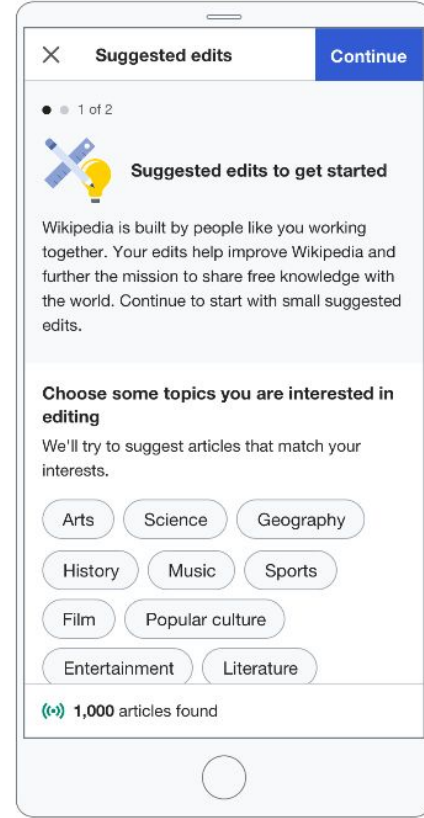 Suggested edits
Continue
1 of 2
Suggested edits to get started
Wikipedia is built by people like you working
together. Your edits help improve Wikipedia and
further the mission to share free knowledge with
the world. Continue to start with small suggested
edits.
Choose some topics you are interested in
editing
We'll try to suggest articles that match your
interests.
Arts Science Geography
History Music Sports
Film Popular culture
Entertainment Literature
1,000 articles found